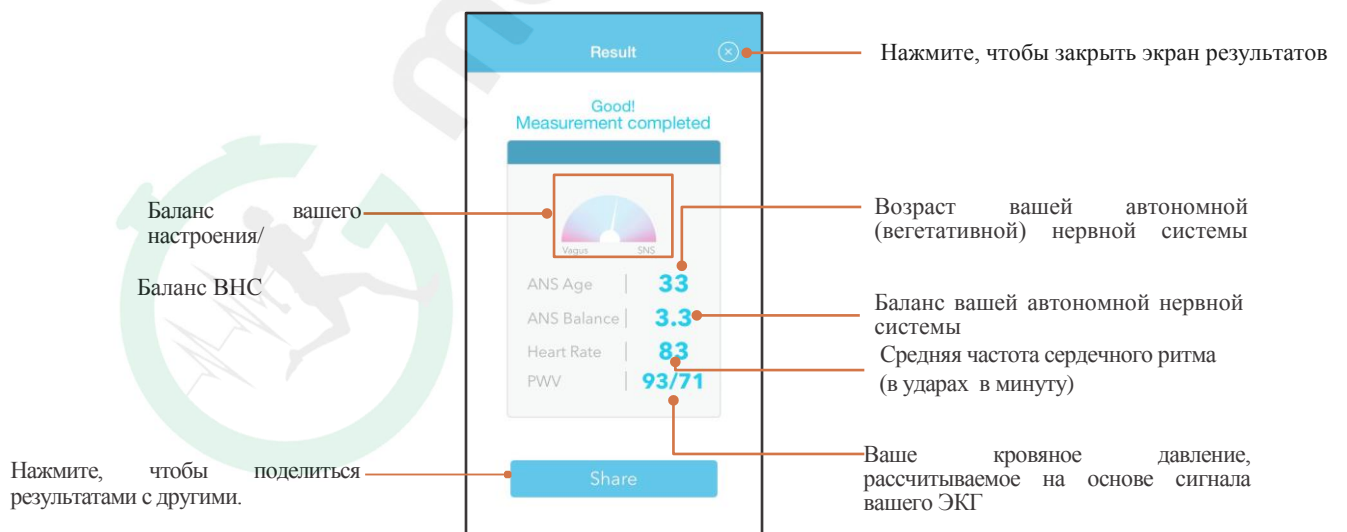 Result
Нажмите, чтобы закрыть экран результатов
Good!
Measurement completed
Баланс вашего
настроения/
Баланс ВНС
Vagus SNS
Возраст вашей автономной
(вегетативной) нервной системы
ANS Age 33
ANS Balance 3.3
Баланс вашей автономной нервной
системы
Heart Rate 83
Средняя частота сердечного ритма
(в ударах в минуту)
PWV 93/71
Ваше кровяное давление,
рассчитываемое на основе сигнала
вашего ЭКГ
Нажмите, чтобы поделиться
результатами с другими.
Share